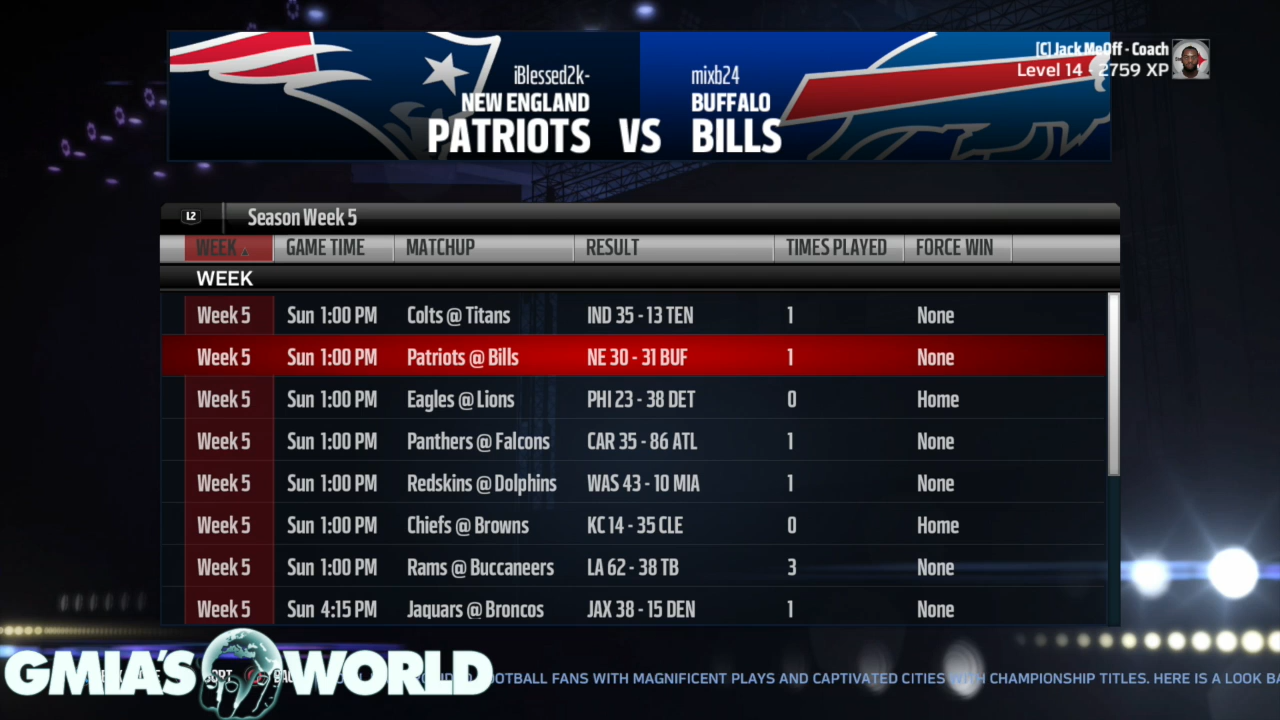 [C] Jack MeOff - Coach
Level 14 - 2759 XP
iBlessed2k-
NEW ENGLAND
PATRIOTS
VS
mixb24
BUFFALO
BILLS
L2 Season Week 5
WEEK GAME TIME MATCHUP RESULT TIMES PLAYED FORCE WIN
WEEK
Week 5 Sun 1:00 PM Colts @ Titans IND 35 - 13 TEN 1 None
Week 5 Sun 1:00 PM Patriots @ Bills NE 30 - 31 BUF 1 None
Week 5 Sun 1:00 PM Eagles @ Lions PHI 23 - 38 DET 0 Home
Week 5 Sun 1:00 PM Panthers @ Falcons CAR 35 - 86 ATL 1 None
Week 5 Sun 1:00 PM Redskins @ Dolphins WAS 43 - 10 MIA 1 None
Week 5 Sun 1:00 PM Chiefs @ Browns KC 14 - 35 CLE 0 Home
Week 5 Sun 1:00 PM Rams @ Buccaneers LA 62 - 38 TB 3 None
Week 5 Sun 4:15 PM Jaguars @ Broncos JAX 38 - 15 DEN 1 None
GMIA'S WORLD
FOOTBALL FANS WITH MAGNIFICENT PLAYS AND CAPTIVATED CITIES WITH CHAMPIONSHIP TITLES. HERE IS A LOOK BA